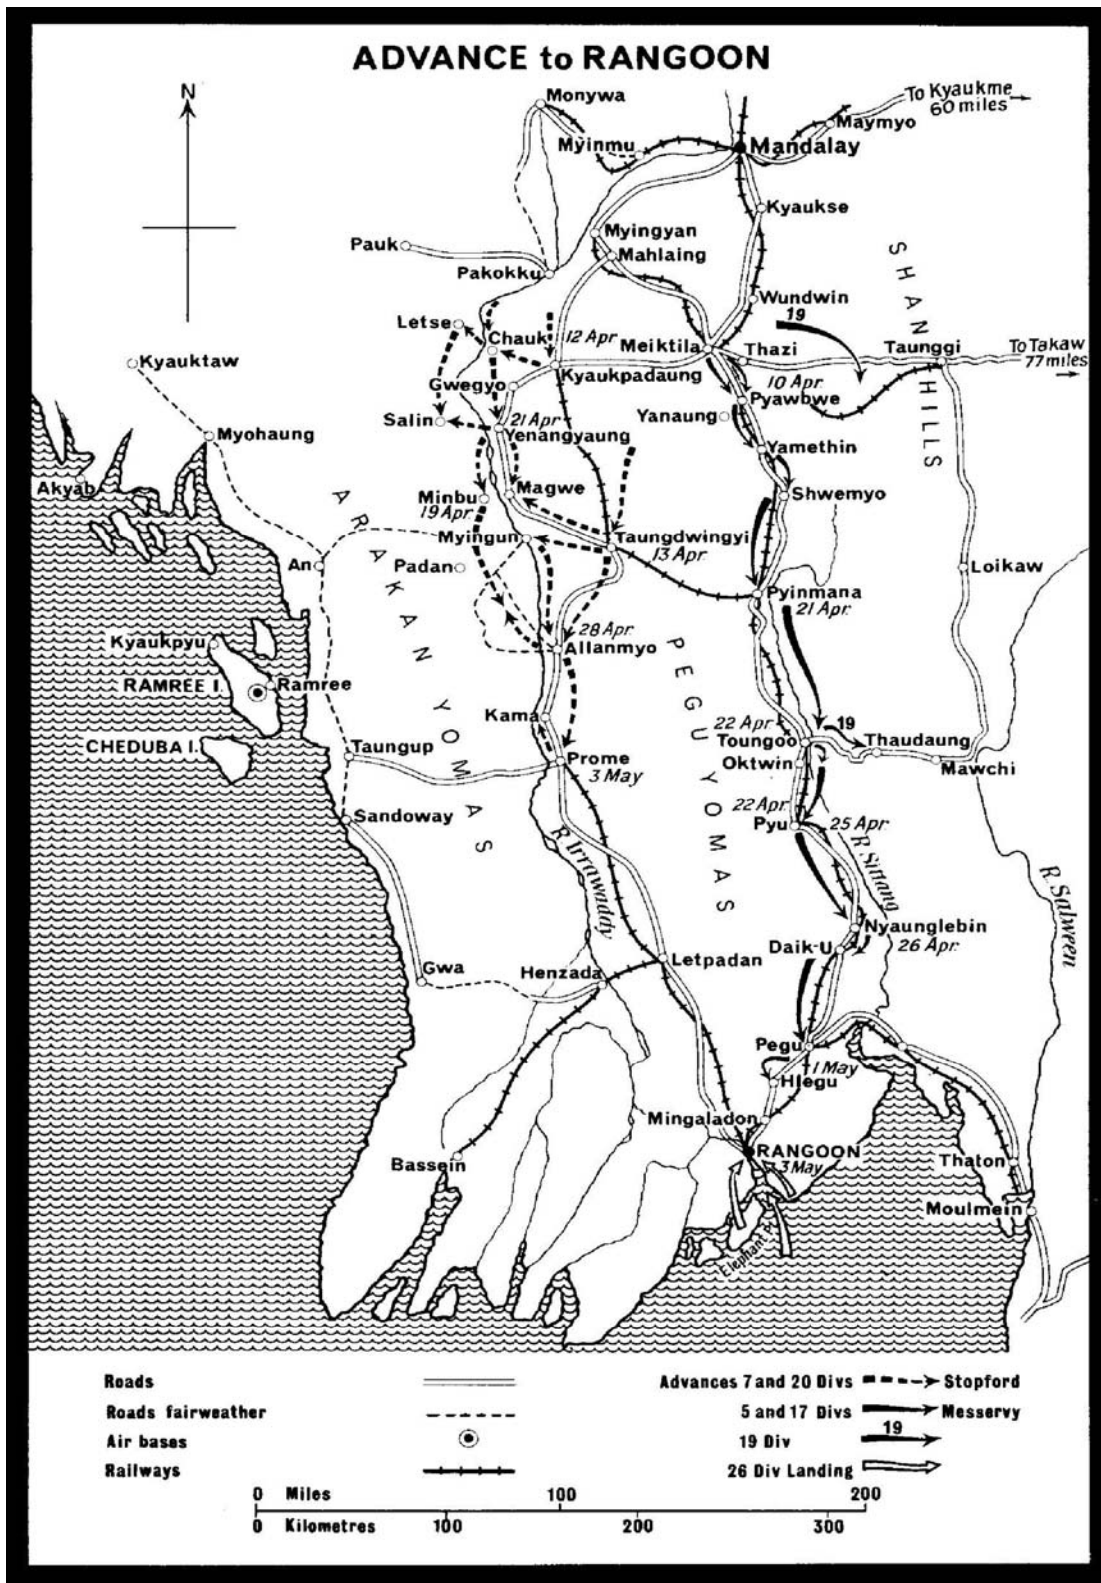 ADVANCE to RANGOON
N
Monywa
To Kyaukme
60 miles
Maymyo
Myinmu
Mandalay
Kyaukse
Myingyan
Pauk
Mahlaing
Pakokku
SHAN HILLS
Wundwin
19
Letse
Chauk
12 Apr
Meiktila
Thazi
Taunggi
To Takaw
77 miles
Kyauktaw
Kyaukpadaung
10 Apr
Gwegyo
Pyawbwe
Salin
21 Apr
Yanaung
Myohaung
Yenangyaung
Yamethin
Akyab
Minbu
19 Apr
Magwe
Shwemyo
ARAKAN YOMAS
Myingun
Taungdwingyi
13 Apr
An
Padan
Loikaw
Pyinmana
21 Apr
Kyaukpyu
28 Apr
Allanmyo
PEGU YOMAS
RAMREE I.
Ramree
Kama
22 Apr
19
CHEDUBA I.
Taungup
Toungoo
Thaudaung
Prome
3 May
Oktwin
Mawchi
22 Apr
Sandoway
Pyu
25 Apr
R. Irrawaddy
R. Sittang
R. Salween
Nyaunglebin
26 Apr
Daik-U
Gwa
Henzada
Letpadan
Pegu
1 May
Hlegu
Mingaladon
RANGOON
3 May
Bassein
Thaton
Moulmein
Elephant Pt
Roads
Advances 7 and 20 Divs Stopford
Roads fairweather
5 and 17 Divs Messervy
Air bases
19 Div 19
Railways
26 Div Landing
0 Miles 100 200
0 Kilometres 100 200 300